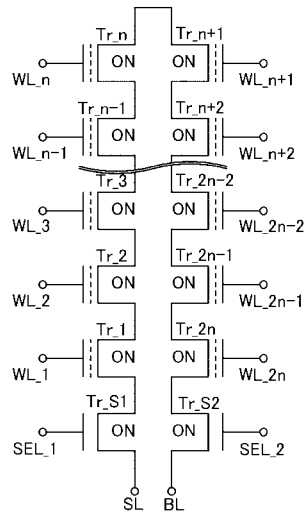 Tr_n Tr_n+1
ON ON
WL_n WL_n+1
Tr_n-1 Tr_n+2
ON ON
WL_n-1 WL_n+2
Tr_3 Tr_2n-2
ON ON
WL_3 WL_2n-2
Tr_2 Tr_2n-1
ON ON
WL_2 WL_2n-1
Tr_1 Tr_2n
ON ON
WL_1 WL_2n
Tr_S1 Tr_S2
ON ON
SEL_1 SEL_2
SL BL